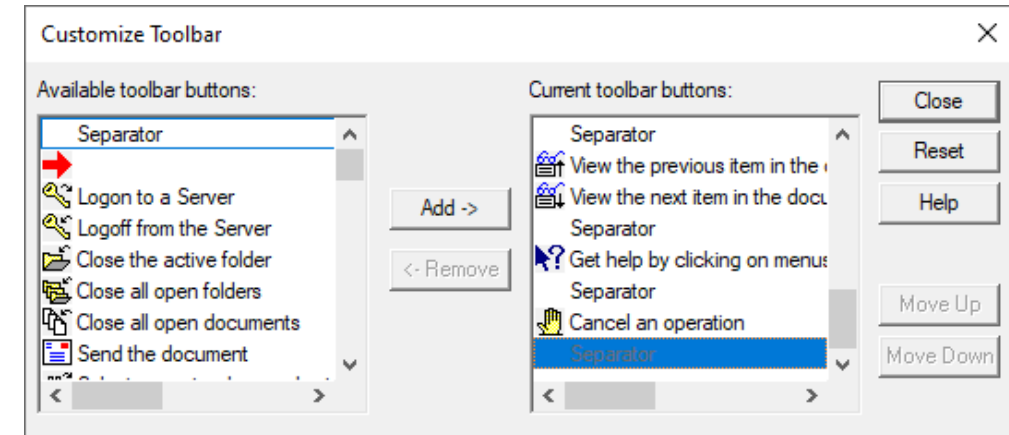 Customize Toolbar
Available toolbar buttons:
Separator
Logon to a Server
Logoff from the Server
Close the active folder
Close all open folders
Close all open documents
Send the document
Add ->
<- Remove
Current toolbar buttons:
Separator
View the previous item in the
View the next item in the docu
Separator
Get help by clicking on menus
Separator
Cancel an operation
Separator
Close
Reset
Help
Move Up
Move Down